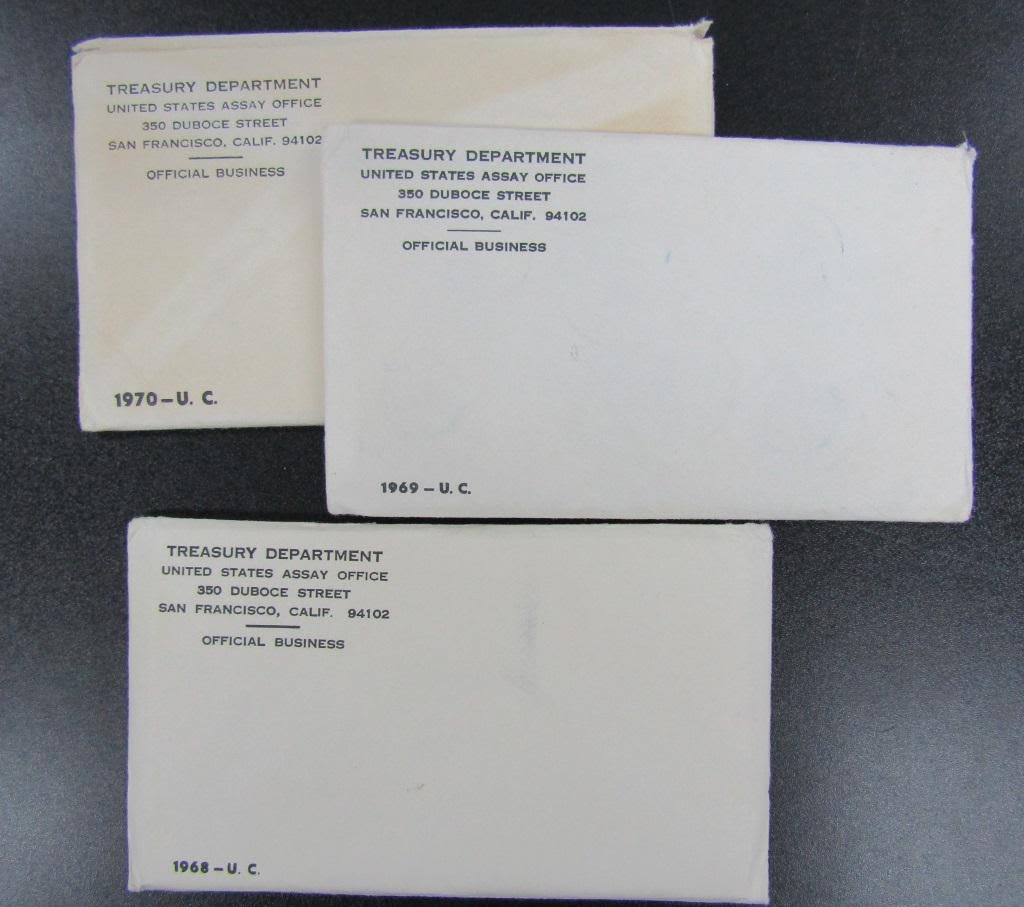 TREASURY DEPARTMENT
UNITED STATES ASSAY OFFICE
350 DUBOCE STREET
SAN FRANCISCO, CALIF. 94102
OFFICIAL BUSINESS
1970-U. C.
TREASURY DEPARTMENT
UNITED STATES ASSAY OFFICE
350 DUBOCE STREET
SAN FRANCISCO, CALIF. 94102
OFFICIAL BUSINESS
1969-U. C.
TREASURY DEPARTMENT
UNITED STATES ASSAY OFFICE
350 DUBOCE STREET
SAN FRANCISCO, CALIF. 94102
OFFICIAL BUSINESS
1968-U. C.